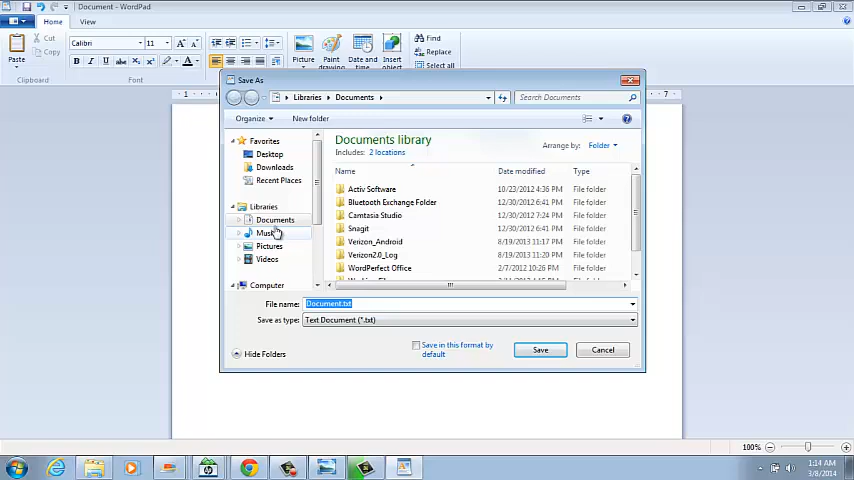 Document - WordPad
Home View
Paste
Cut
Copy
Calibri 11
Picture
Paint drawing
Date and time
Insert object
Find
Replace
Select all
Clipboard Font
Save As
Libraries Documents
Search Documents
Organize New folder
Favorites
Desktop
Downloads
Recent Places
Libraries
Documents
Music
Pictures
Videos
Computer
Documents library
Includes: 2 locations
Arrange by: Folder
Name Date modified Type
Activ Software 10/23/2012 4:36 PM File folder
Bluetooth Exchange Folder 12/30/2012 6:41 PM File folder
Camtasia Studio 12/30/2012 7:24 PM File folder
Snagit 12/30/2012 6:41 PM File folder
Verizon_Android 8/19/2013 11:17 PM File folder
Verizon2.0_Log 8/19/2013 11:20 PM File folder
WordPerfect Office 2/7/2012 10:26 PM File folder
File name: Document.txt
Save as type: Text Document (*.txt)
Save in this format by default
Hide Folders
Save Cancel
100%
1:14 AM
3/8/2014